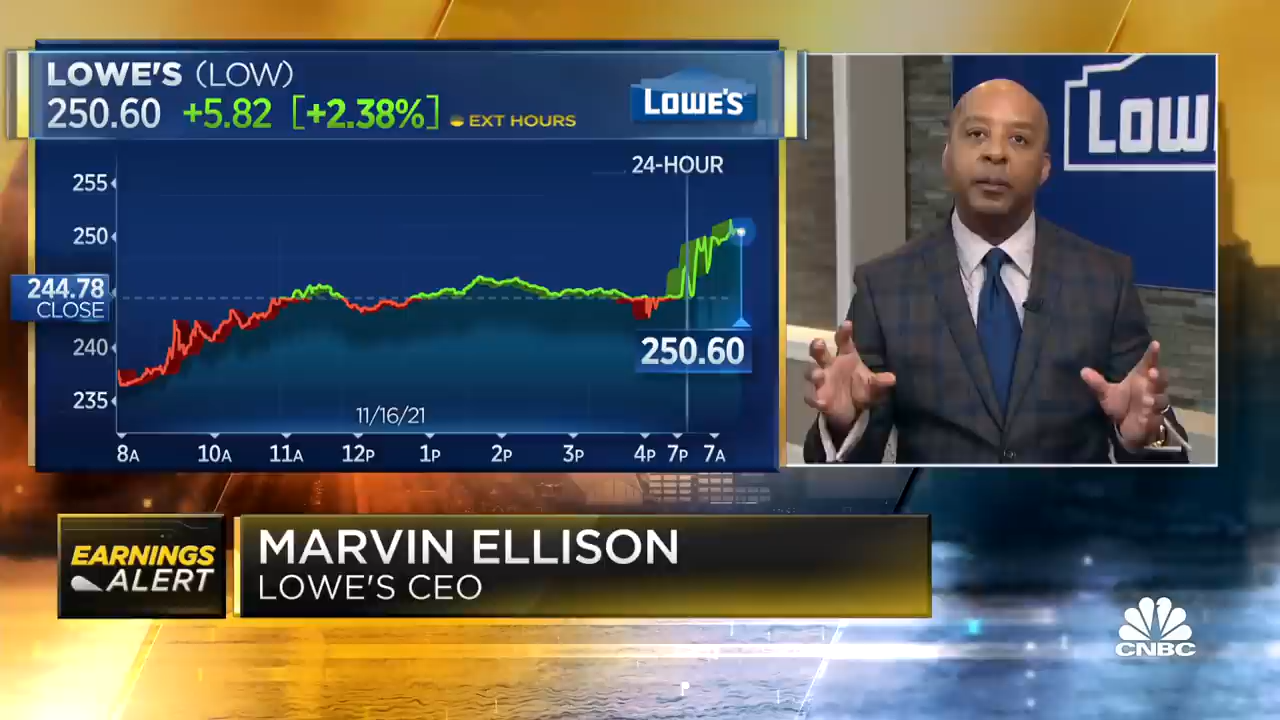 LOWE'S (LOW)
250.60 +5.82 [+2.38%] EXT HOURS
LOWE'S
24-HOUR
255
250
244.78
CLOSE
240
235
250.60
11/16/21
8A 10A 11A 12P 1P 2P 3P 4P 7P 7A
LOW
EARNINGS
ALERT
MARVIN ELLISON
LOWE'S CEO
CNBC